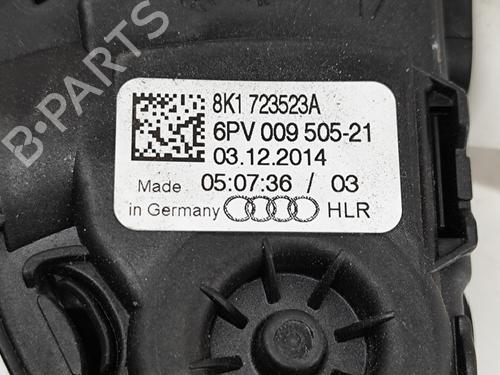 8K1 723523A
6PV 009 505-21
03.12.2014
Made 05:07:36 / 03
in Germany HLR
B-PARTS